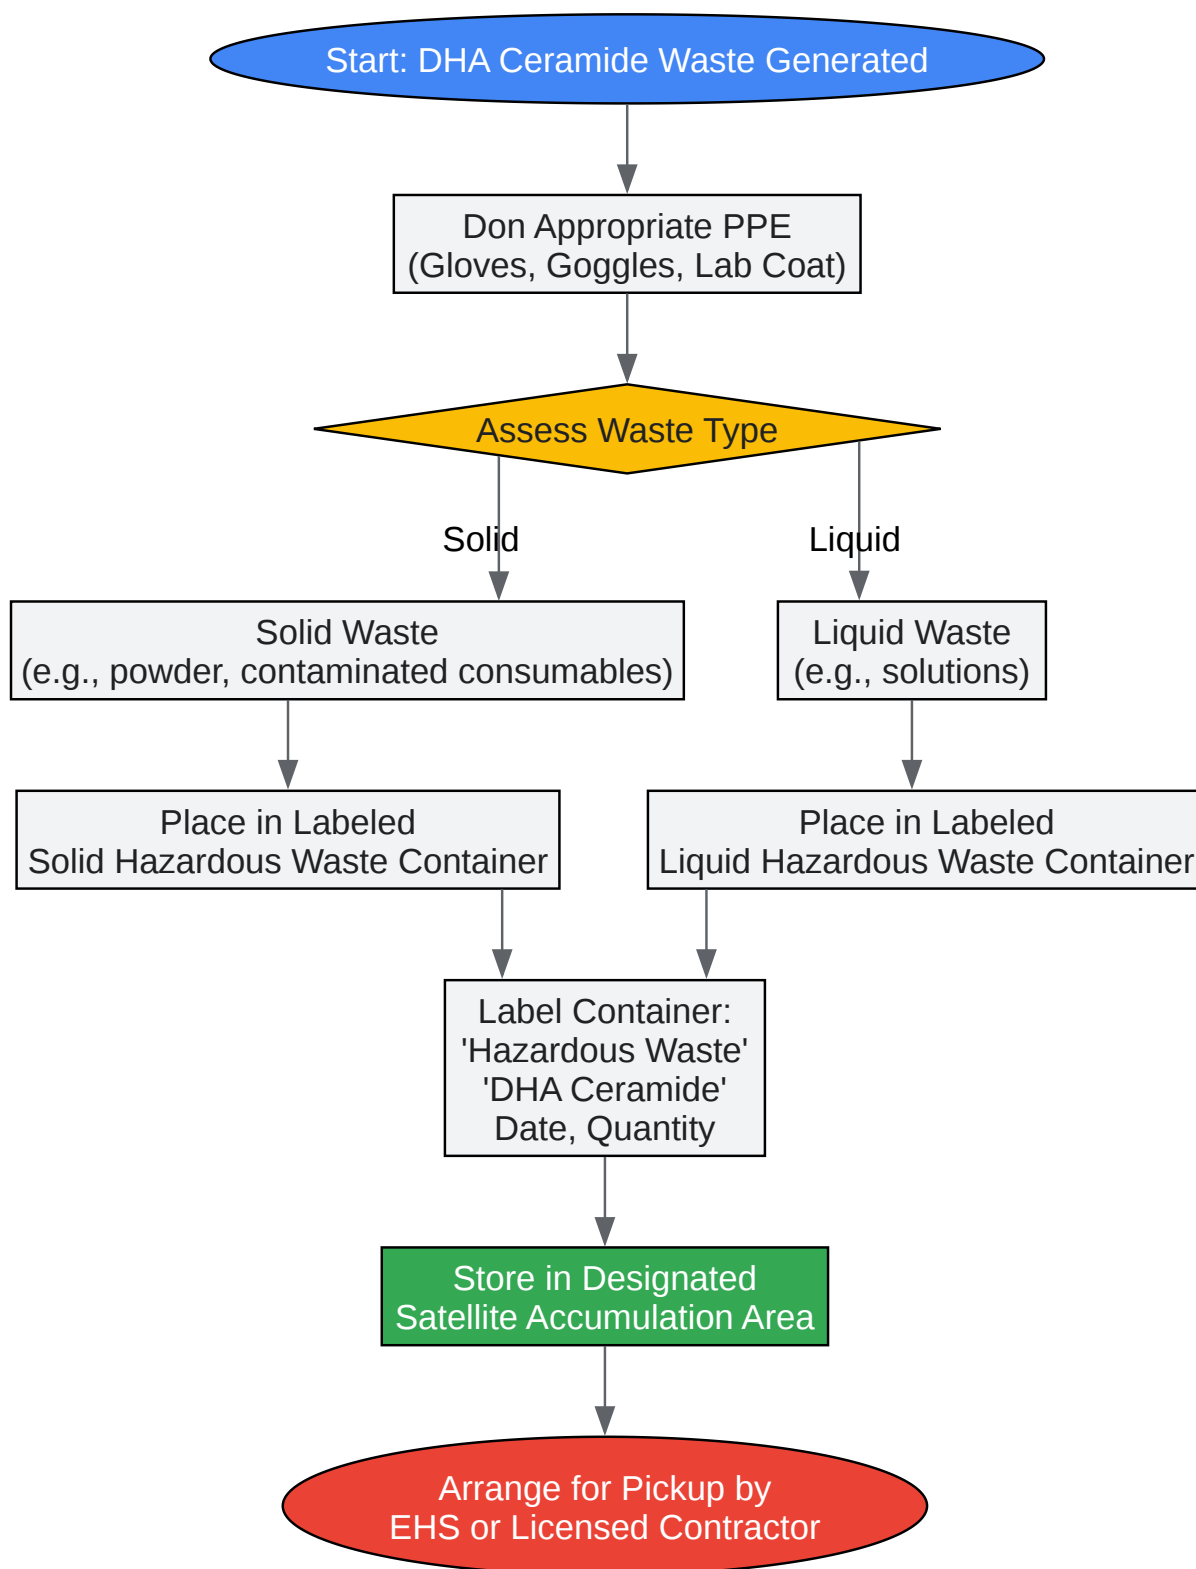 Start: DHA Ceramide Waste Generated
Don Appropriate PPE
(Gloves, Goggles, Lab Coat)
Assess Waste Type
Solid
Liquid
Solid Waste
(e.g., powder, contaminated consumables)
Liquid Waste
(e.g., solutions)
Place in Labeled
Solid Hazardous Waste Container
Place in Labeled
Liquid Hazardous Waste Container
Label Container:
'Hazardous Waste'
'DHA Ceramide'
Date, Quantity
Store in Designated
Satellite Accumulation Area
Arrange for Pickup by
EHS or Licensed Contractor